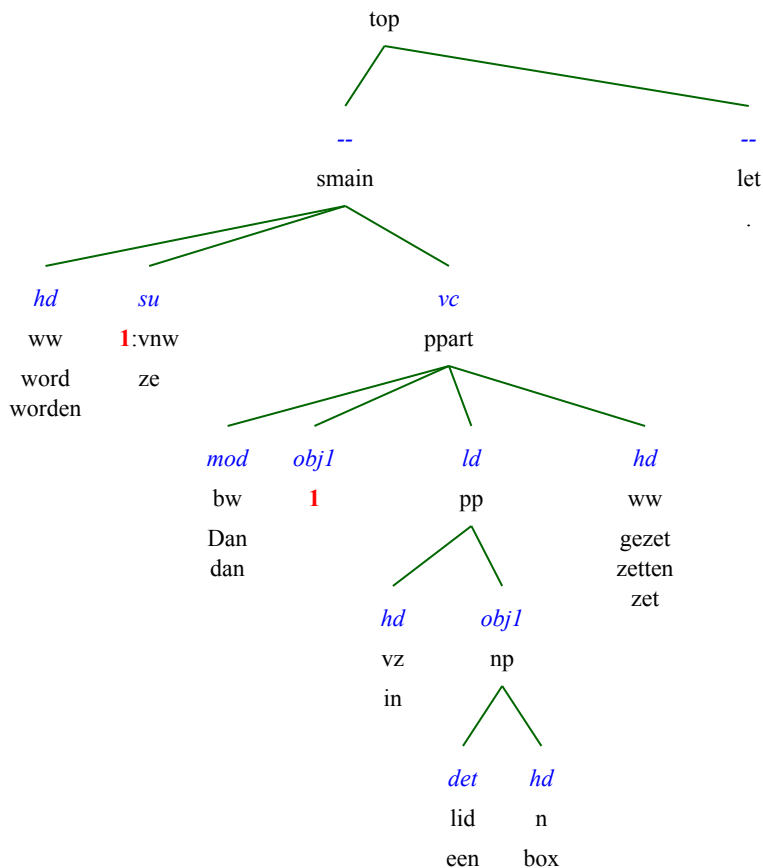 top
-- --
smain let
.
hd su vc
ww 1:vnw ppart
word ze
worden
mod obj1 ld hd
bw 1 pp ww
Dan gezet
dan zetten
zet
hd obj1
vz np
in
det hd
lid n
een box